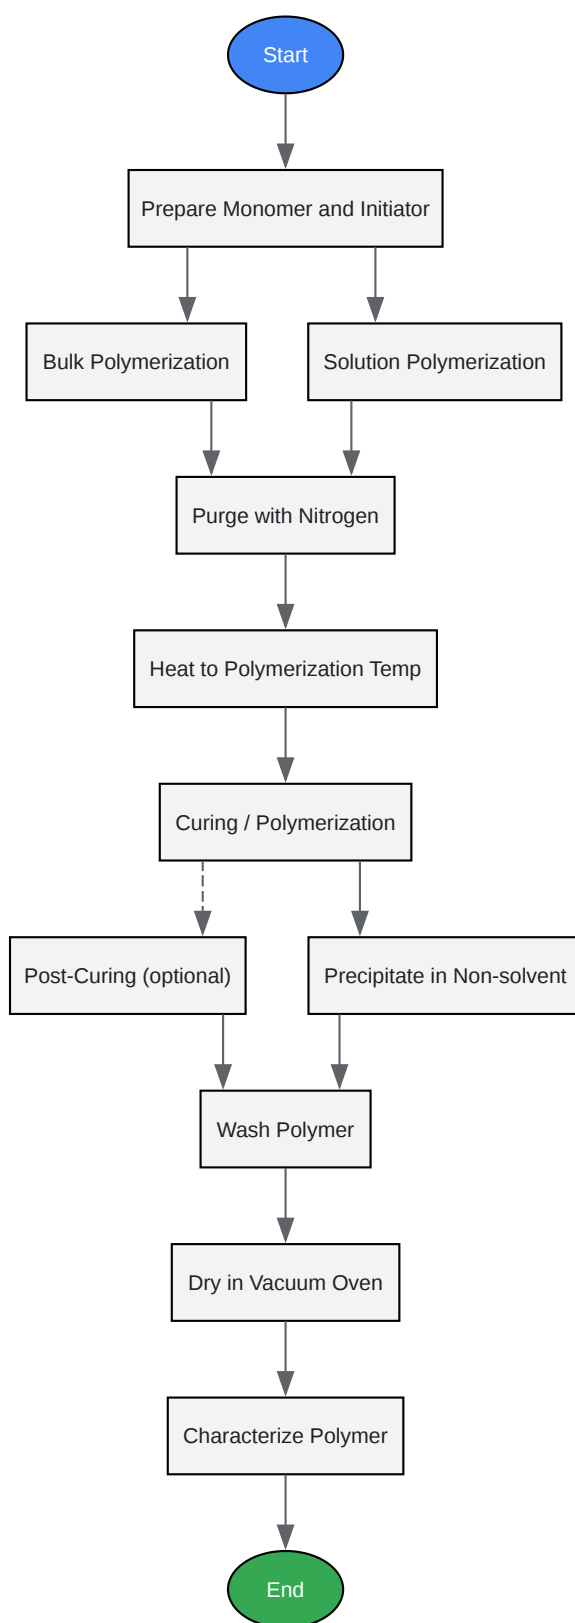 Start
Prepare Monomer and Initiator
Bulk Polymerization
Solution Polymerization
Purge with Nitrogen
Heat to Polymerization Temp
Curing / Polymerization
Post-Curing (optional)
Precipitate in Non-solvent
Wash Polymer
Dry in Vacuum Oven
Characterize Polymer
End